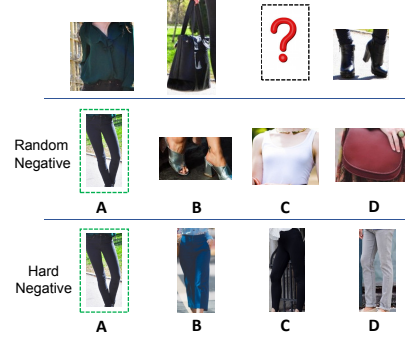 ?
Random
Negative
A B C D
Hard
Negative
A B C D